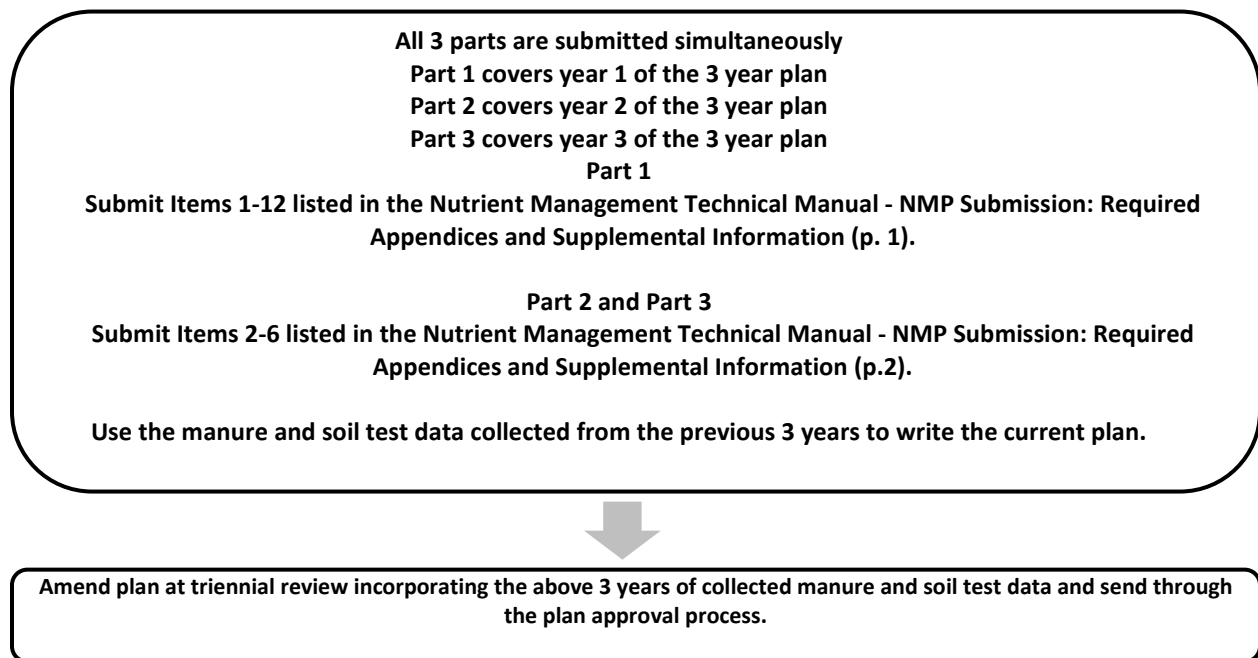 All 3 parts are submitted simultaneously
Part 1 covers year 1 of the 3 year plan
Part 2 covers year 2 of the 3 year plan
Part 3 covers year 3 of the 3 year plan
Part 1
Submit Items 1-12 listed in the Nutrient Management Technical Manual - NMP Submission: Required
Appendices and Supplemental Information (p. 1).
Part 2 and Part 3
Submit Items 2-6 listed in the Nutrient Management Technical Manual - NMP Submission: Required
Appendices and Supplemental Information (p.2).
Use the manure and soil test data collected from the previous 3 years to write the current plan.
Amend plan at triennial review incorporating the above 3 years of collected manure and soil test data and send through
the plan approval process.